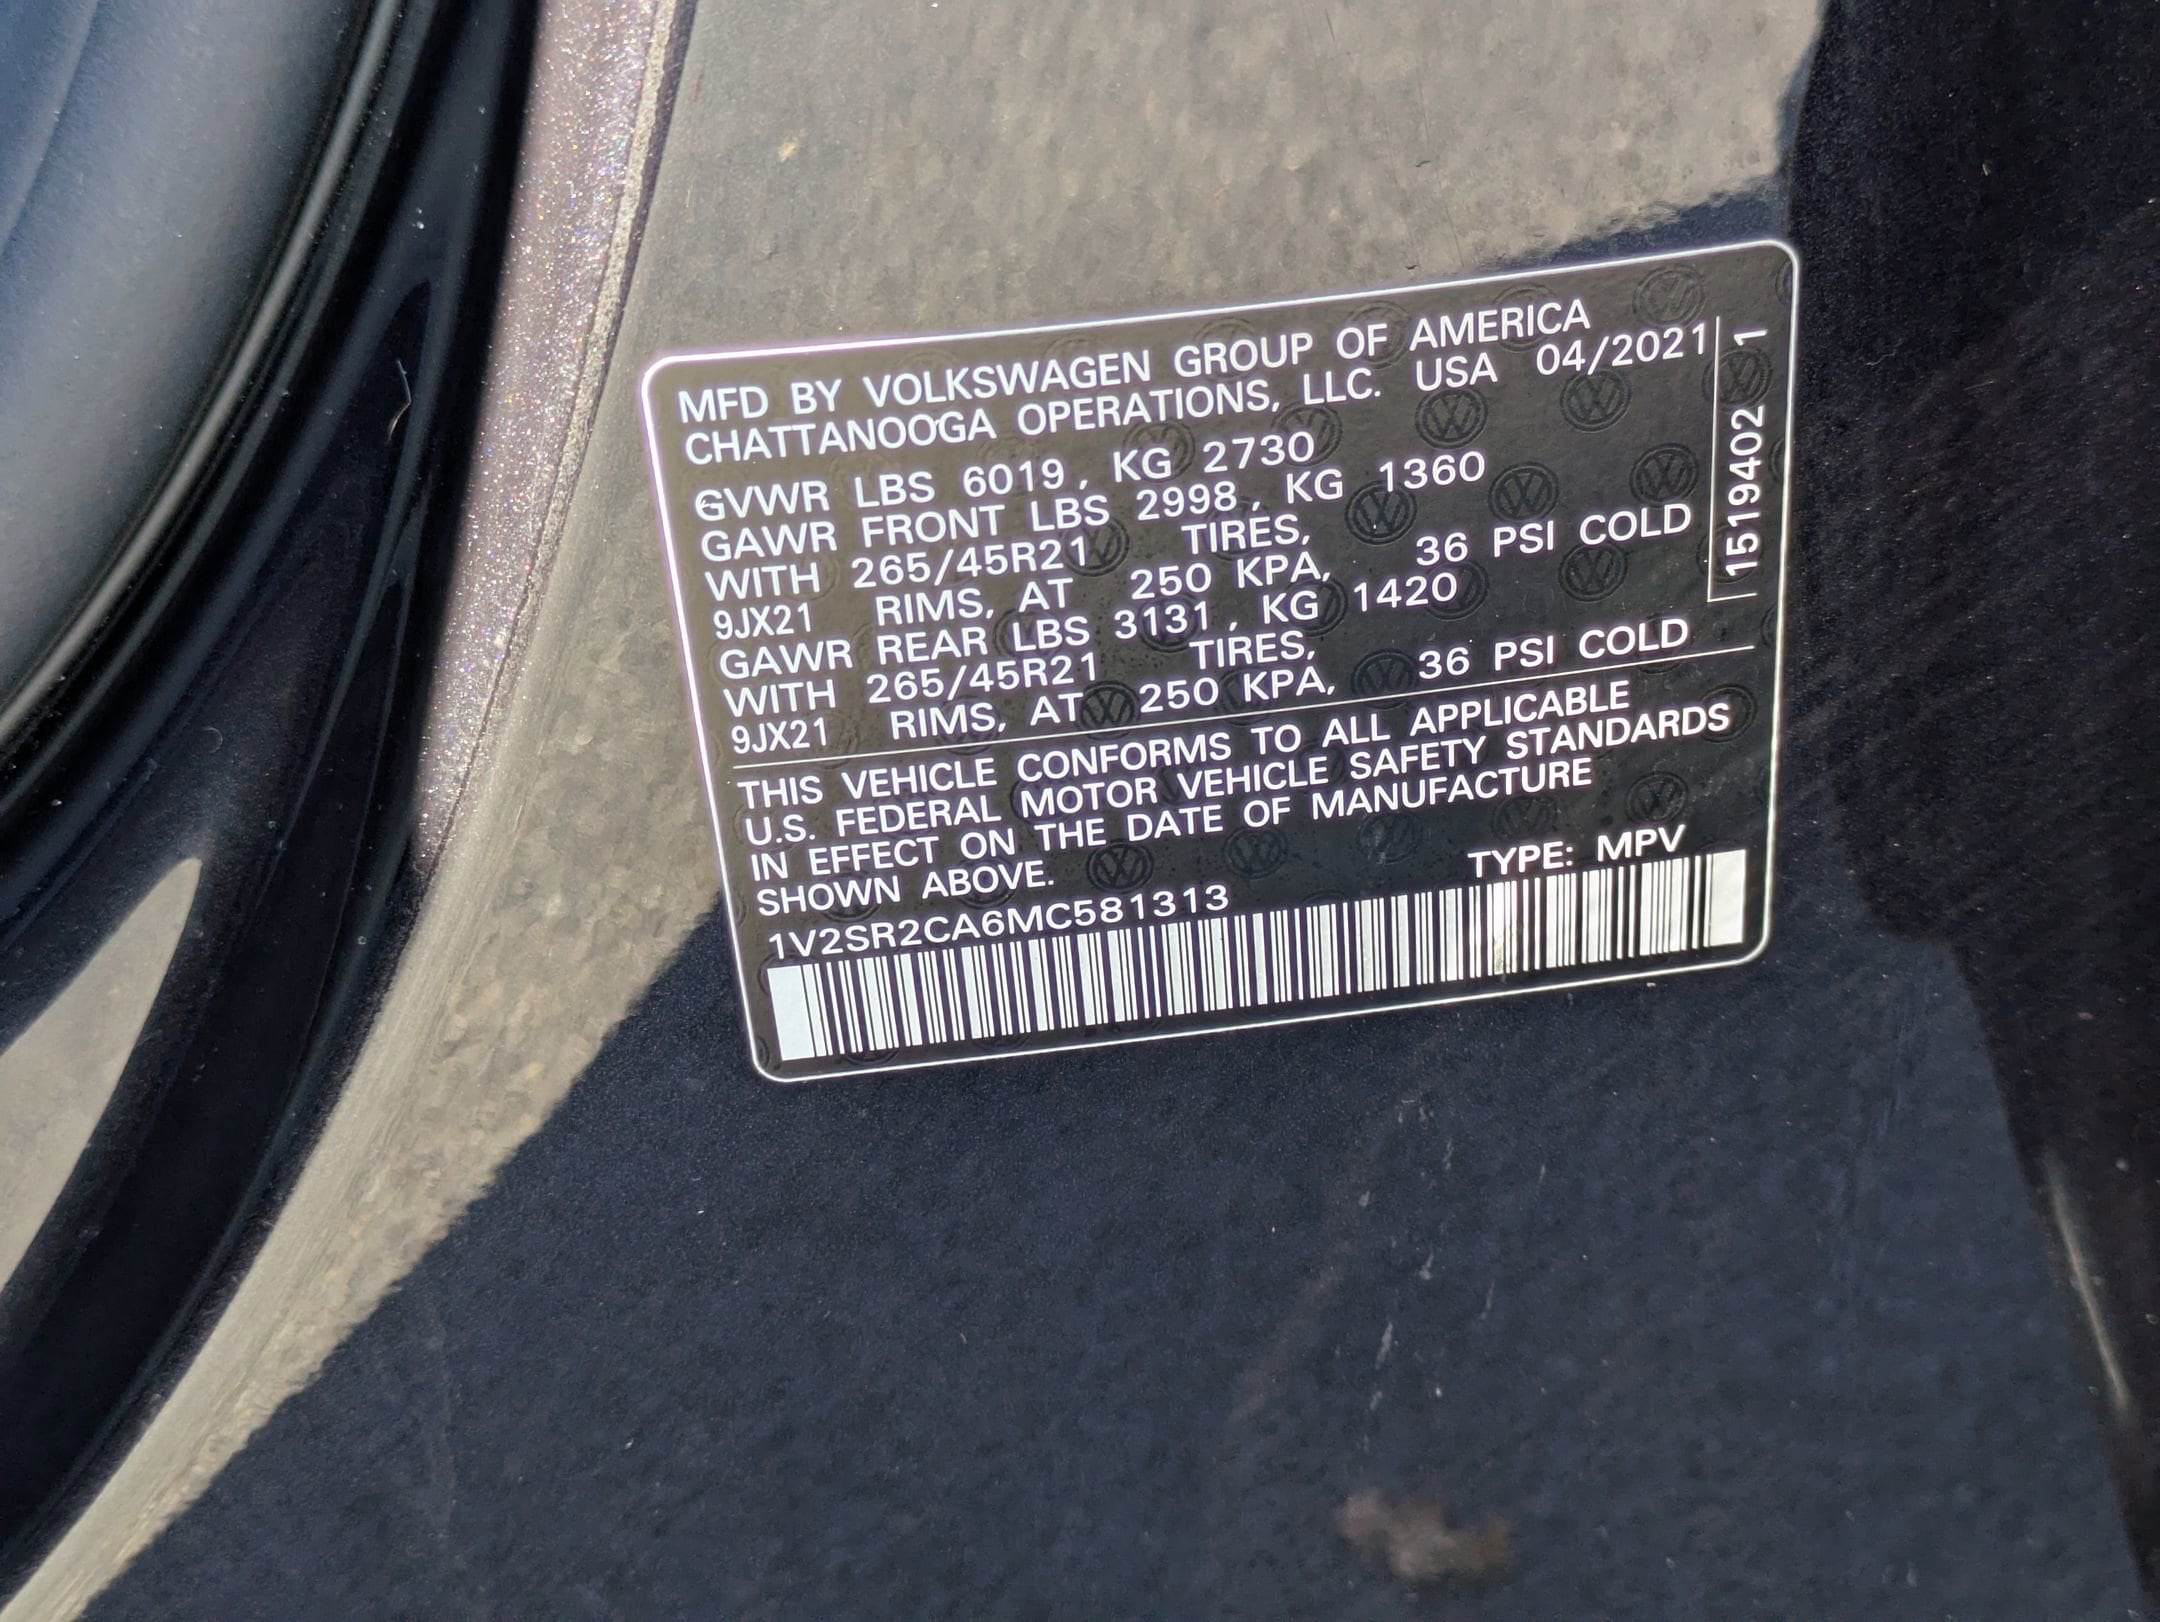 MFD BY VOLKSWAGEN GROUP OF AMERICA
CHATTANOOGA OPERATIONS, LLC. USA 04/2021
GVWR LBS 6019, KG 2730
GAWR FRONT LBS 2998, KG 1360
WITH 265/45R21 TIRES,
9JX21 RIMS, AT 250 KPA, 36 PSI COLD
GAWR REAR LBS 3131, KG 1420
WITH 265/45R21 TIRES,
9JX21 RIMS, AT 250 KPA, 36 PSI COLD
THIS VEHICLE CONFORMS TO ALL APPLICABLE
U.S. FEDERAL MOTOR VEHICLE SAFETY STANDARDS
IN EFFECT ON THE DATE OF MANUFACTURE
SHOWN ABOVE.
TYPE: MPV
1V2SR2CA6MC581313
1519402 1